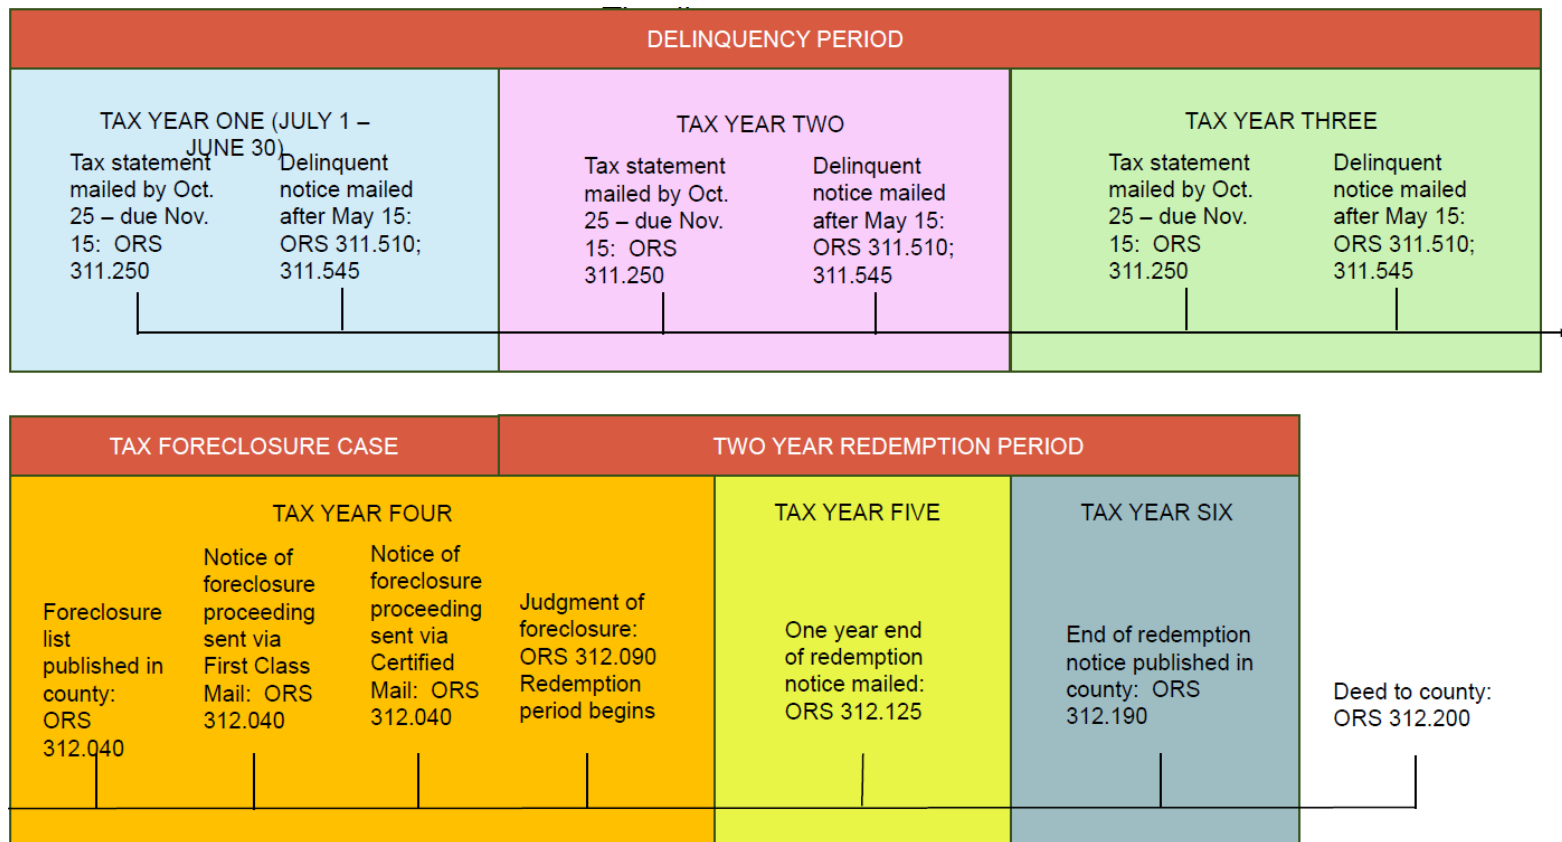 DELINQUENCY PERIOD
TAX YEAR ONE (JULY 1 –
JUNE 30)
Tax statement
mailed by Oct.
25 – due Nov.
15: ORS
311.250
Delinquent
notice mailed
after May 15:
ORS 311.510;
311.545
TAX YEAR TWO
Tax statement
mailed by Oct.
25 – due Nov.
15: ORS
311.250
Delinquent
notice mailed
after May 15:
ORS 311.510;
311.545
TAX YEAR THREE
Tax statement
mailed by Oct.
25 – due Nov.
15: ORS
311.250
Delinquent
notice mailed
after May 15:
ORS 311.510;
311.545
TAX FORECLOSURE CASE
TWO YEAR REDEMPTION PERIOD
TAX YEAR FOUR
Foreclosure
list
published in
county:
ORS
312.040
Notice of
foreclosure
proceeding
sent via
First Class
Mail: ORS
312.040
Notice of
foreclosure
proceeding
sent via
Certified
Mail: ORS
312.040
Judgment of
foreclosure:
ORS 312.090
Redemption
period begins
TAX YEAR FIVE
One year end
of redemption
notice mailed:
ORS 312.125
TAX YEAR SIX
End of redemption
notice published in
county: ORS
312.190
Deed to county:
ORS 312.200